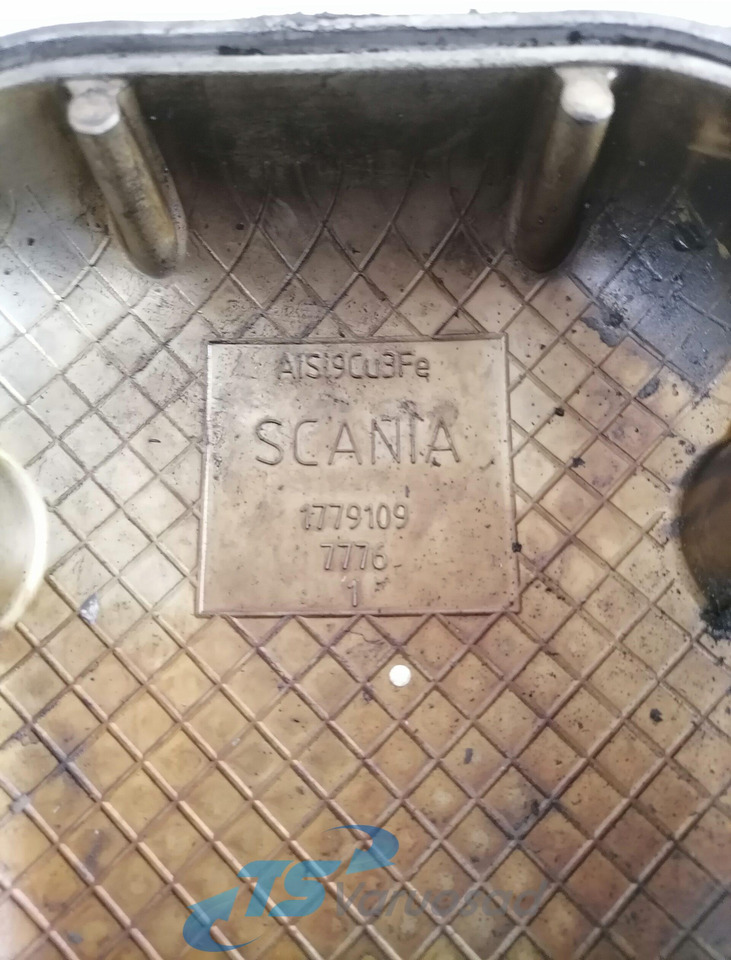 AlSi9Cu3Fe
SCANIA
1779109
7776
1
TS Varuosad